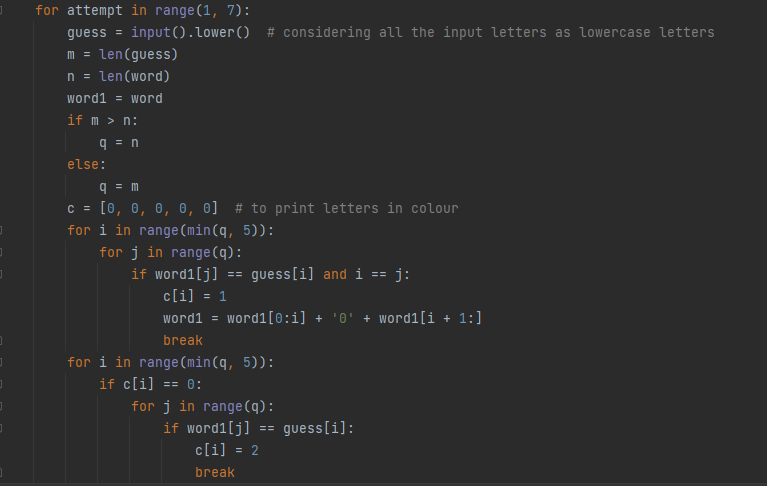 for attempt in range(1, 7):
    guess = input().lower()  # considering all the input letters as lowercase letters
    m = len(guess)
    n = len(word)
    word1 = word
    if m > n:
        q = n
    else:
        q = m
    c = [0, 0, 0, 0, 0]  # to print letters in colour
    for i in range(min(q, 5)):
        for j in range(q):
            if word1[j] == guess[i] and i == j:
                c[i] = 1
                word1 = word1[0:i] + '0' + word1[i + 1:]
                break
    for i in range(min(q, 5)):
        if c[i] == 0:
            for j in range(q):
                if word1[j] == guess[i]:
                    c[i] = 2
                    break